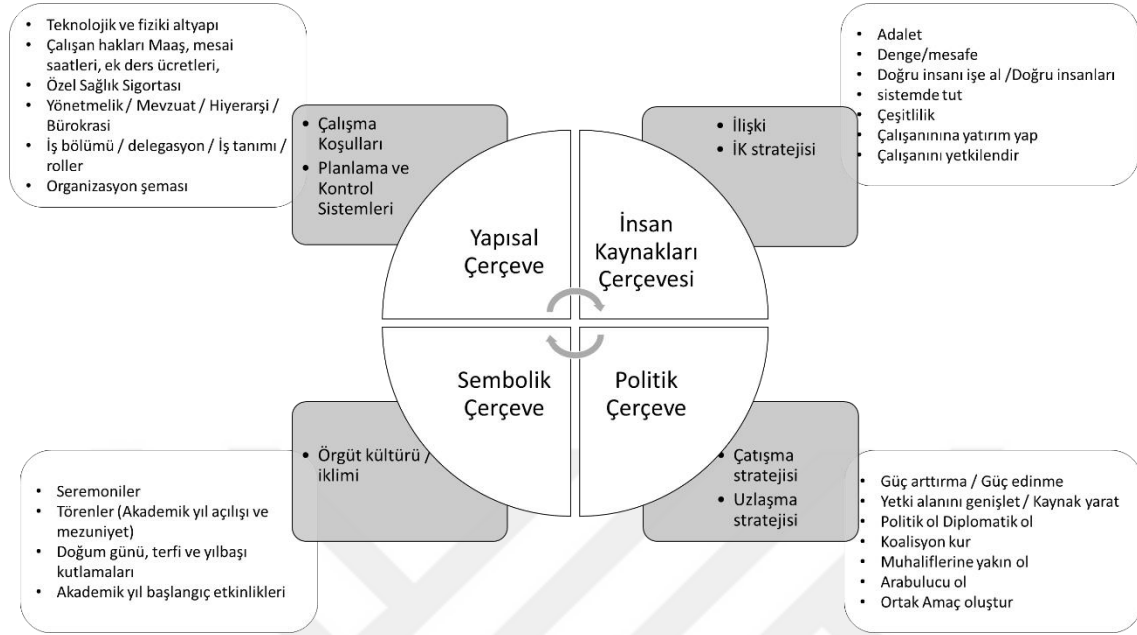 Teknolojik ve fiziki altyapı
Çalışan hakları Maaş, mesai
saatleri, ek ders ücretleri,
Özel Sağlık Sigortası
Yönetmelik / Mevzuat / Hiyerarşi /
Bürokrasi
İş bölümü / delegasyon / İş tanımı /
roller
Organizasyon şeması
Çalışma
Koşulları
Planlama ve
Kontrol
Sistemleri
Yapısal
Çerçeve
İnsan
Kaynakları
Çerçevesi
İlişki
İK stratejisi
Adalet
Denge/mesafe
Doğru insanı işe al /Doğru insanları
sistemde tut
Çeşitlilik
Çalışanınına yatırım yap
Çalışanını yetkilendir
Sembolik
Çerçeve
Politik
Çerçeve
Örgüt kültürü /
iklimi
Seremoniler
Törenler (Akademik yıl açılışı ve
mezuniyet)
Doğum günü, terfi ve yılbaşı
kutlamaları
Akademik yıl başlangıç etkinlikleri
Çatışma
stratejisi
Uzlaşma
stratejisi
Güç arttırma / Güç edinme
Yetki alanını genişlet / Kaynak yarat
Politik ol Diplomatik ol
Koalisyon kur
Muhaliflerine yakın ol
Arabulucu ol
Ortak Amaç oluştur